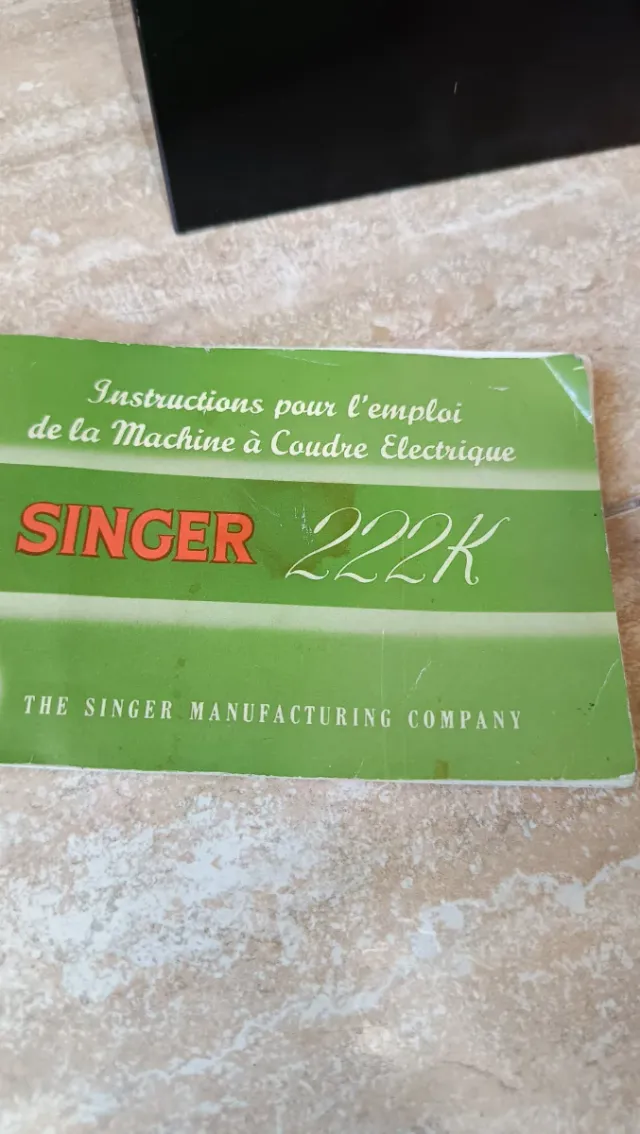 Instructions pour l'emploi
de la Machine à Coudre Electrique
SINGER 222K
THE SINGER MANUFACTURING COMPANY